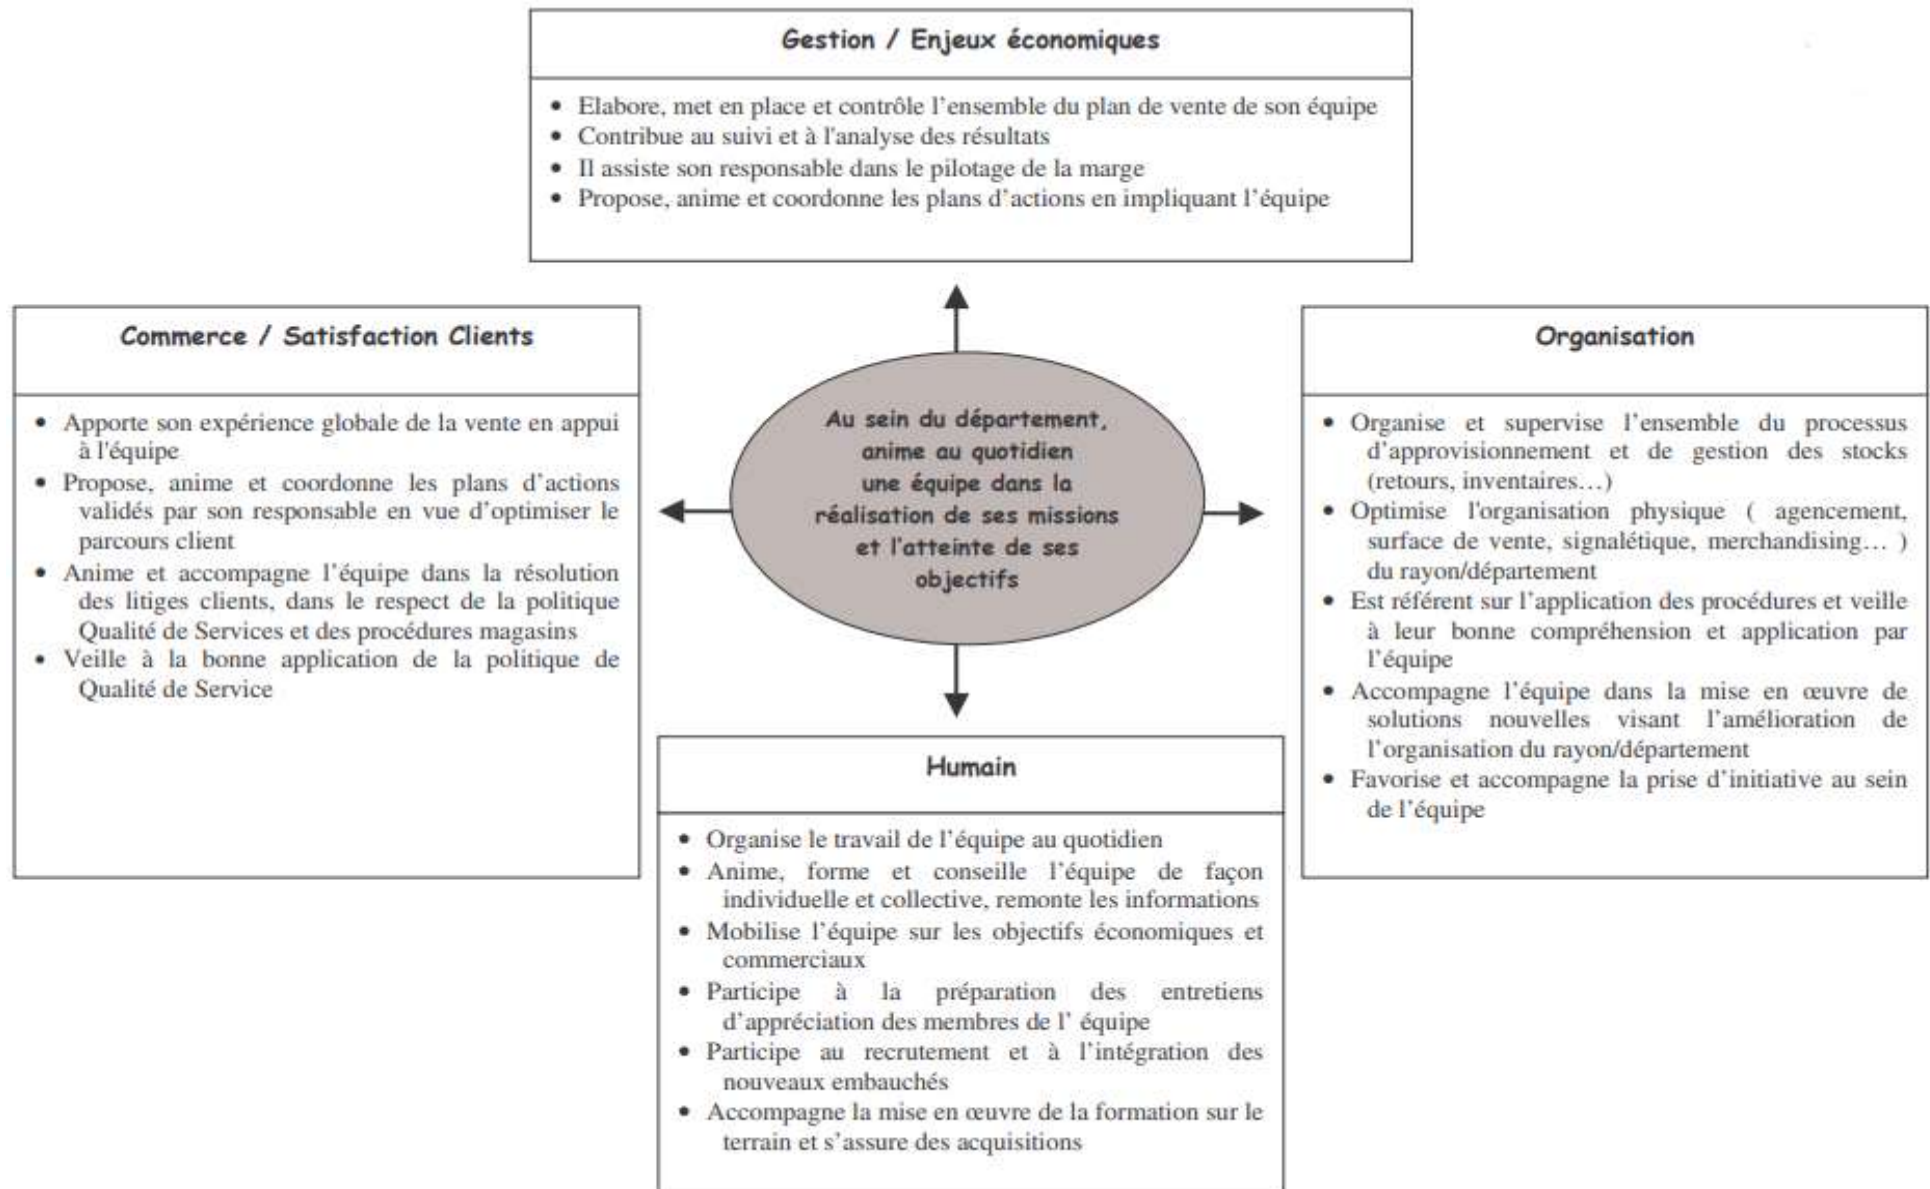 Gestion / Enjeux économiques
• Elabore, met en place et contrôle l'ensemble du plan de vente de son équipe
• Contribue au suivi et à l'analyse des résultats
• Il assiste son responsable dans le pilotage de la marge
• Propose, anime et coordonne les plans d'actions en impliquant l'équipe
Commerce / Satisfaction Clients
• Apporte son expérience globale de la vente en appui
à l'équipe
• Propose, anime et coordonne les plans d'actions
validés par son responsable en vue d'optimiser le
parcours client
• Anime et accompagne l'équipe dans la résolution
des litiges clients, dans le respect de la politique
Qualité de Services et des procédures magasins
• Veille à la bonne application de la politique de
Qualité de Service
Au sein du département,
anime au quotidien
une équipe dans la
réalisation de ses missions
et l'atteinte de ses
objectifs
Organisation
• Organise et supervise l'ensemble du processus
d'approvisionnement et de gestion des stocks
(retours, inventaires…)
• Optimise l'organisation physique ( agencement,
surface de vente, signalétique, merchandising… )
du rayon/département
• Est référent sur l'application des procédures et veille
à leur bonne compréhension et application par
l'équipe
• Accompagne l'équipe dans la mise en œuvre de
solutions nouvelles visant l'amélioration de
l'organisation du rayon/département
• Favorise et accompagne la prise d'initiative au sein
de l'équipe
Humain
• Organise le travail de l'équipe au quotidien
• Anime, forme et conseille l'équipe de façon
individuelle et collective, remonte les informations
• Mobilise l'équipe sur les objectifs économiques et
commerciaux
• Participe à la préparation des entretiens
d'appréciation des membres de l' équipe
• Participe au recrutement et à l'intégration des
nouveaux embauchés
• Accompagne la mise en œuvre de la formation sur le
terrain et s'assure des acquisitions